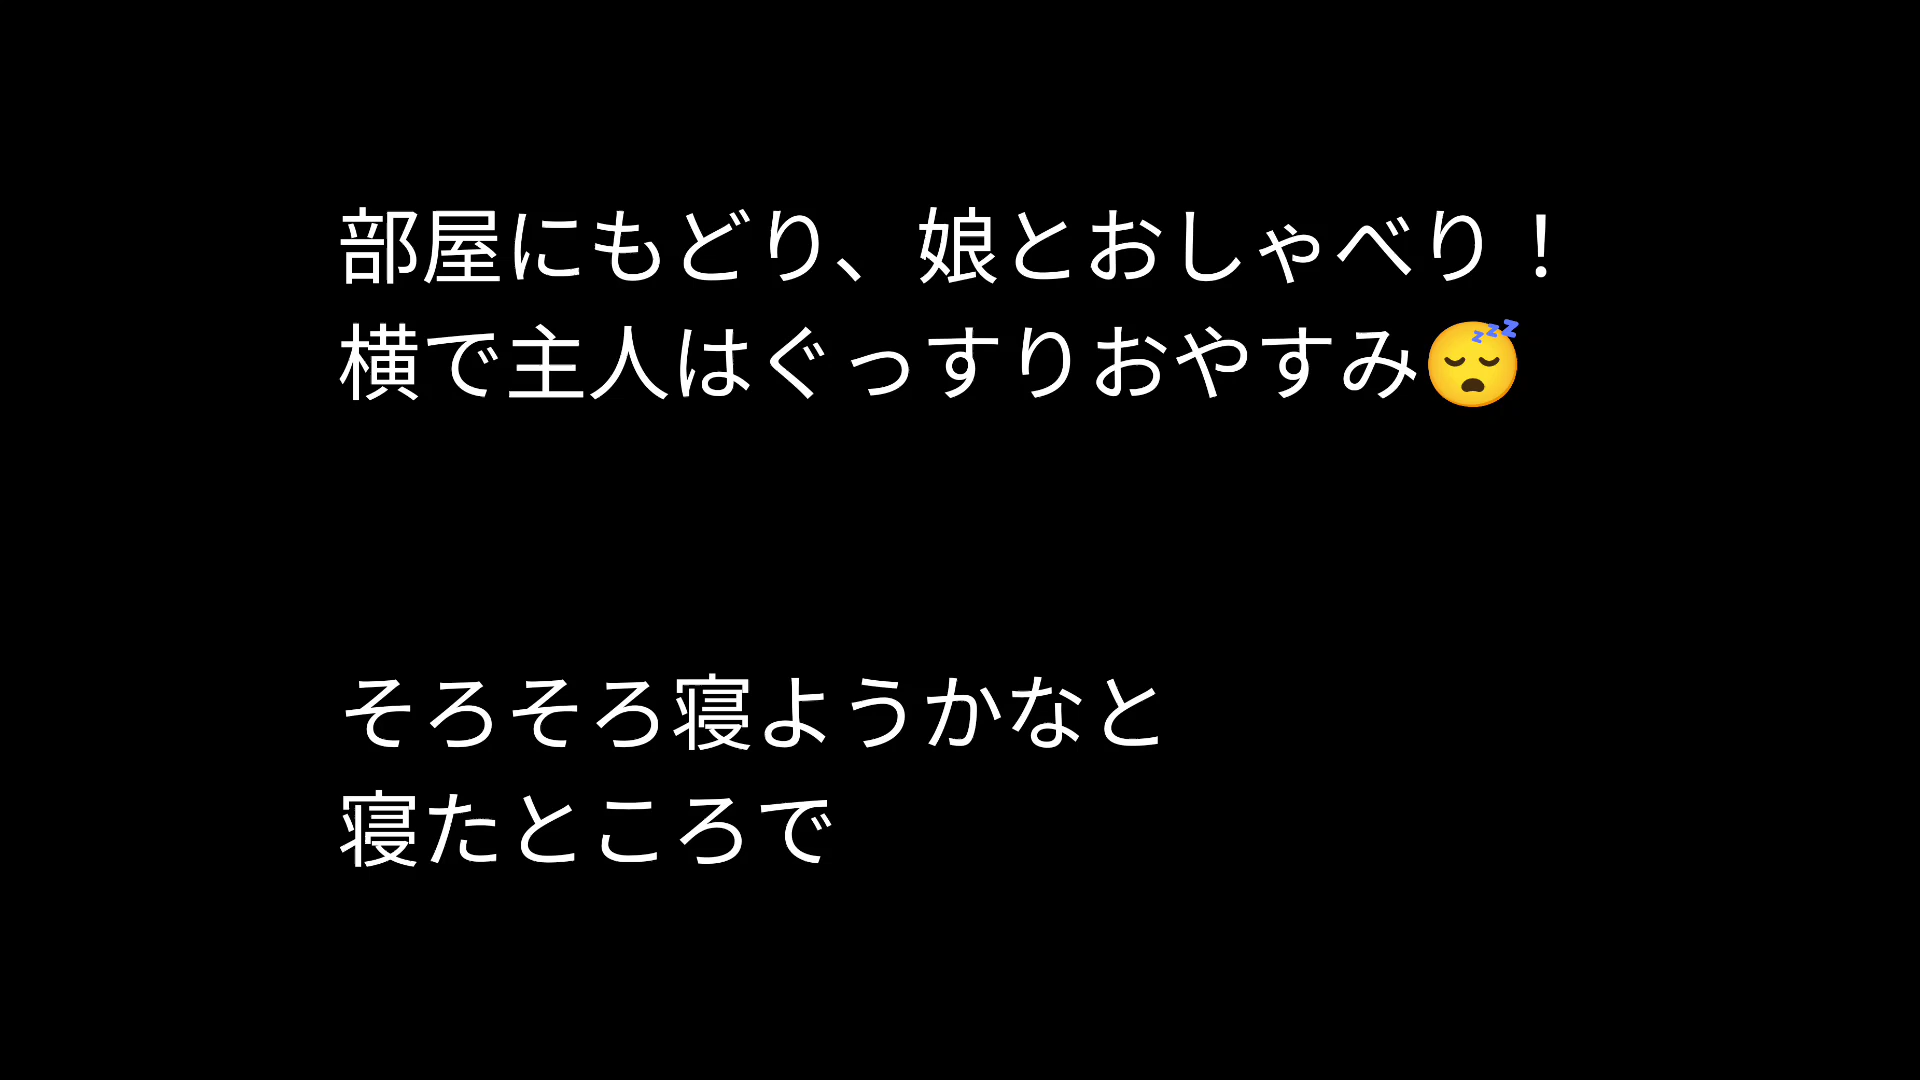 部屋にもどり、娘とおしゃべり！
横で主人はぐっすりおやすみ😴
そろそろ寝ようかなと
寝たところで